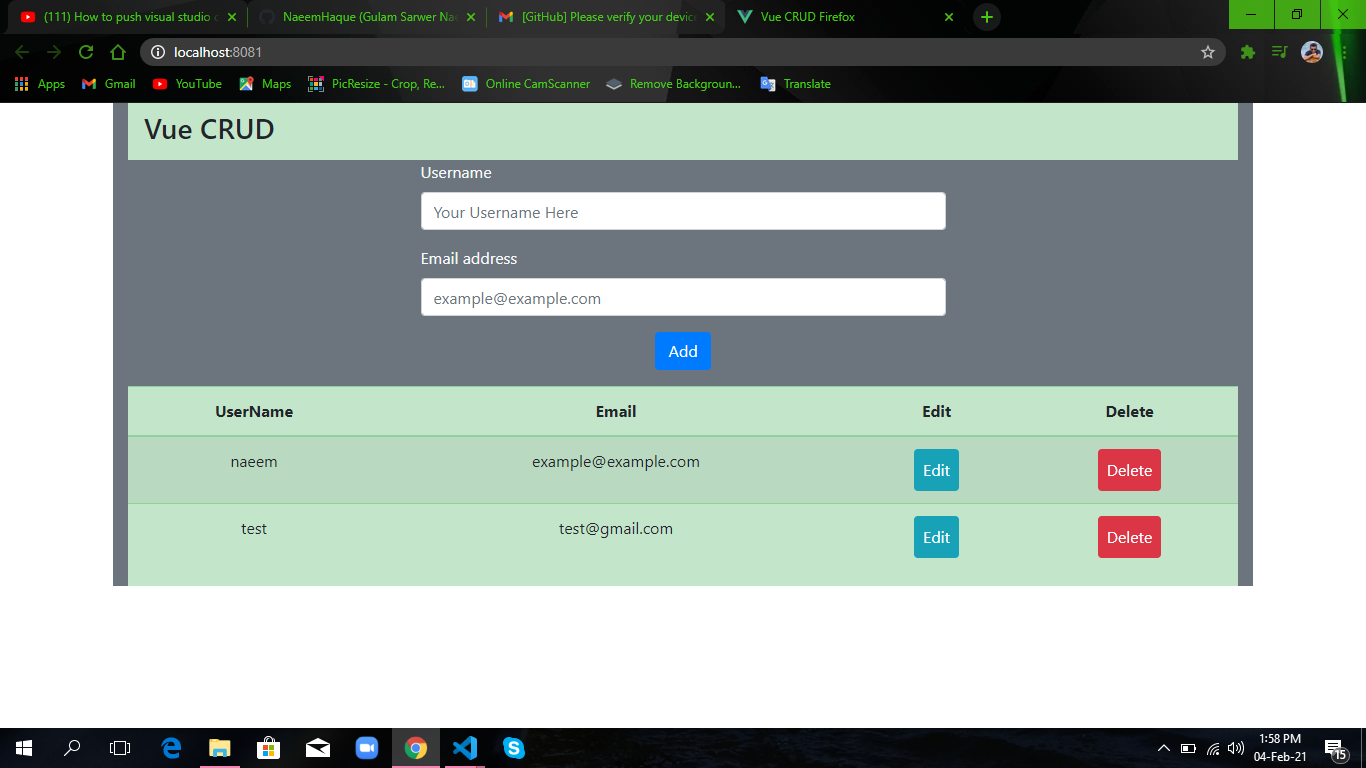 (111) How to push visual studio c
NaeemHaque (Gulam Sarwer Nae
[GitHub] Please verify your device
Vue CRUD Firefox
localhost:8081
Apps
Gmail
YouTube
Maps
PicResize - Crop, Re...
Online CamScanner
Remove Backgroun...
Translate
Vue CRUD
Username
Your Username Here
Email address
example@example.com
Add
UserName Email Edit Delete
naeem example@example.com Edit Delete
test test@gmail.com Edit Delete
1:58 PM
04-Feb-21
15